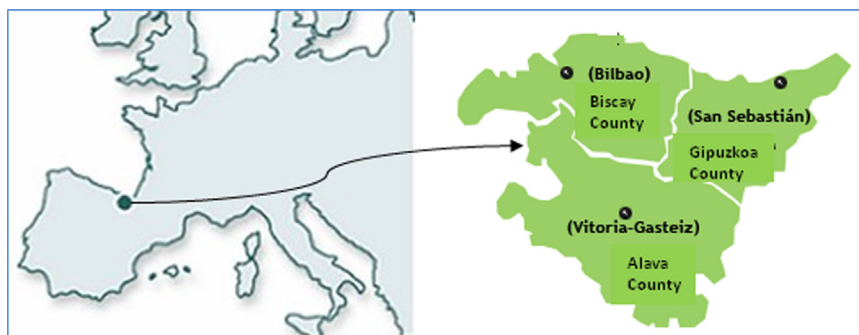 (Bilbao)
Biscay
County
(San Sebastián)
Gipuzkoa
County
(Vitoria-Gasteiz)
Alava
County